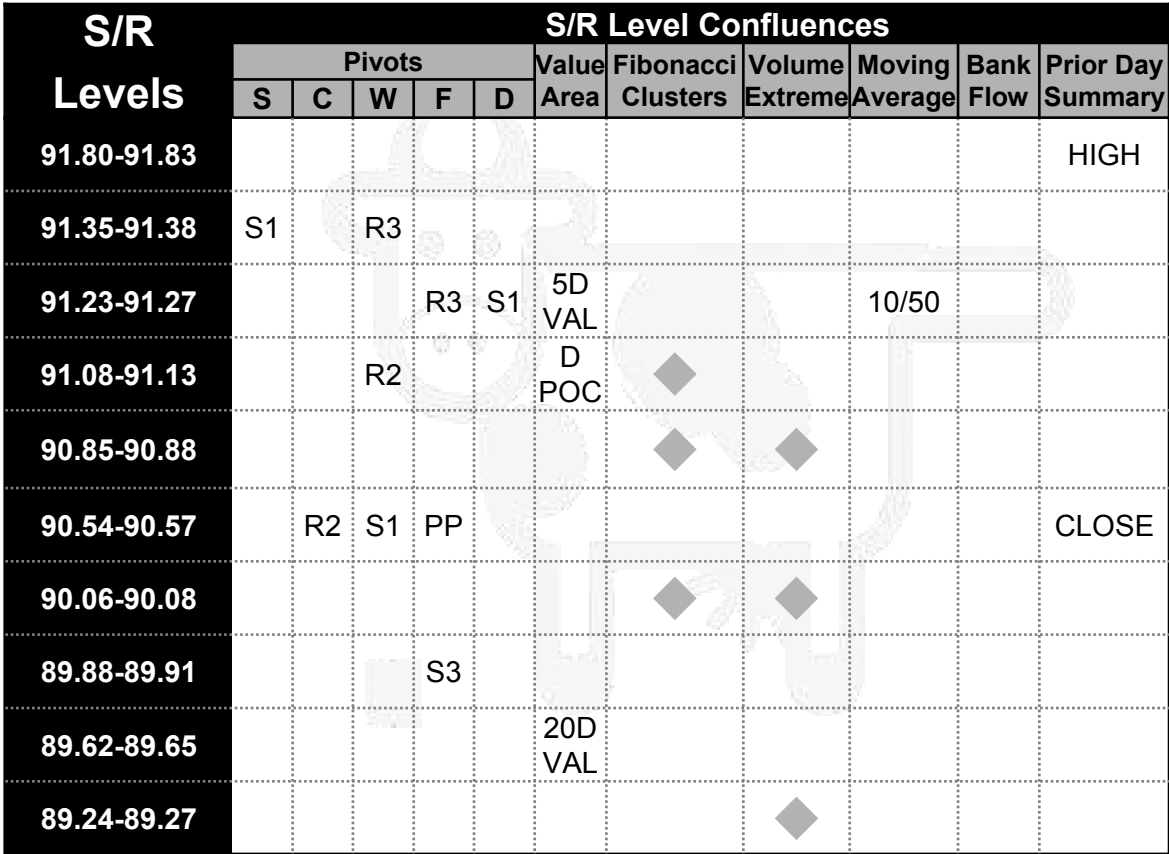 S/R Levels
S/R Level Confluences
Pivots
Value Area
Fibonacci Clusters
Volume Extreme
Moving Average
Bank Flow
Prior Day Summary
S C W F D
91.80-91.83 HIGH
91.35-91.38 S1 R3
91.23-91.27 R3 S1 5D VAL 10/50
91.08-91.13 R2 D POC
90.85-90.88
90.54-90.57 R2 S1 PP CLOSE
90.06-90.08
89.88-89.91 S3
89.62-89.65 20D VAL
89.24-89.27